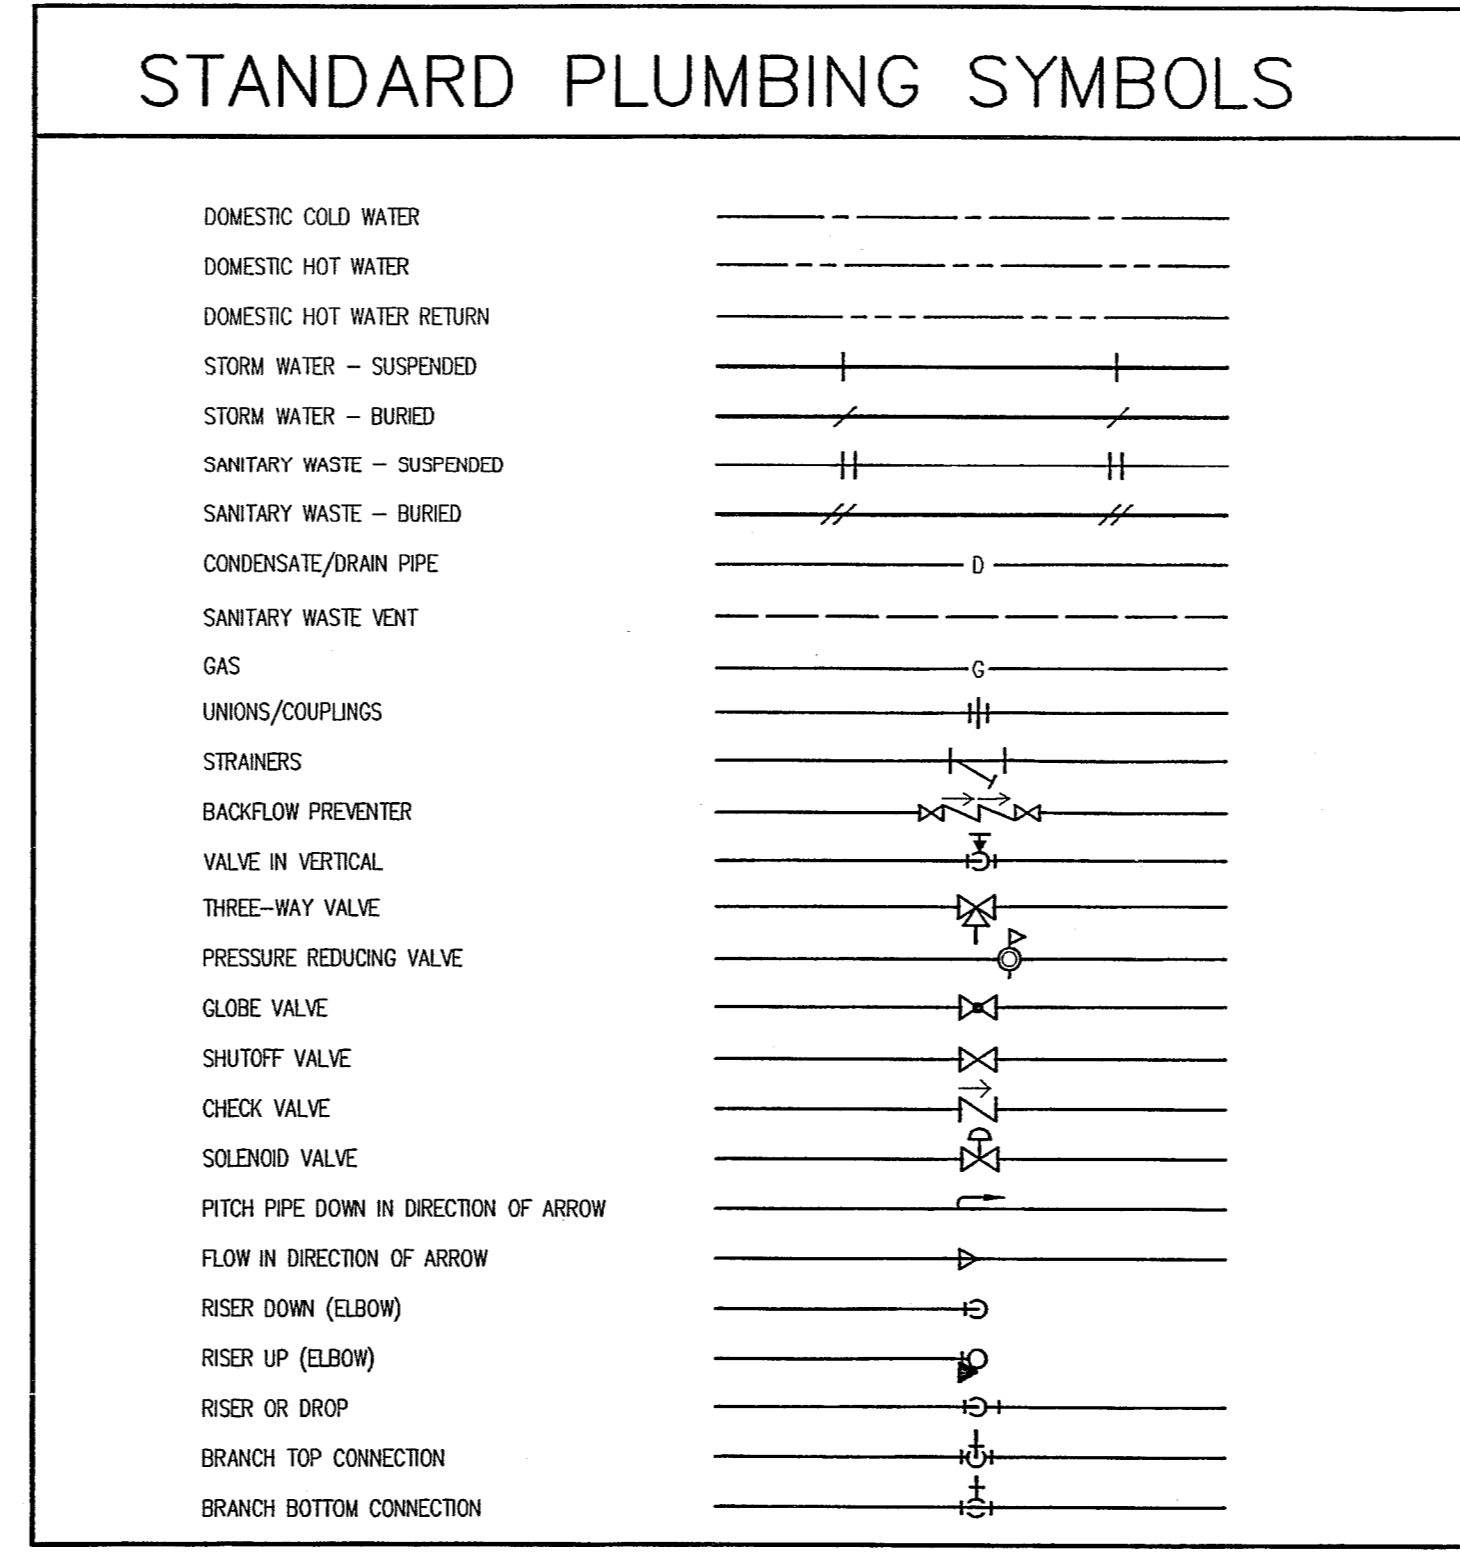 STANDARD PLUMBING SYMBOLS
DOMESTIC COLD WATER
DOMESTIC HOT WATER
DOMESTIC HOT WATER RETURN
STORM WATER – SUSPENDED
STORM WATER – BURIED
SANITARY WASTE – SUSPENDED
SANITARY WASTE – BURIED
CONDENSATE/DRAIN PIPE D
SANITARY WASTE VENT
GAS G
UNIONS/COUPLINGS
STRAINERS
BACKFLOW PREVENTER
VALVE IN VERTICAL
THREE–WAY VALVE
PRESSURE REDUCING VALVE
GLOBE VALVE
SHUTOFF VALVE
CHECK VALVE
SOLENOID VALVE
PITCH PIPE DOWN IN DIRECTION OF ARROW
FLOW IN DIRECTION OF ARROW
RISER DOWN (ELBOW)
RISER UP (ELBOW)
RISER OR DROP
BRANCH TOP CONNECTION
BRANCH BOTTOM CONNECTION